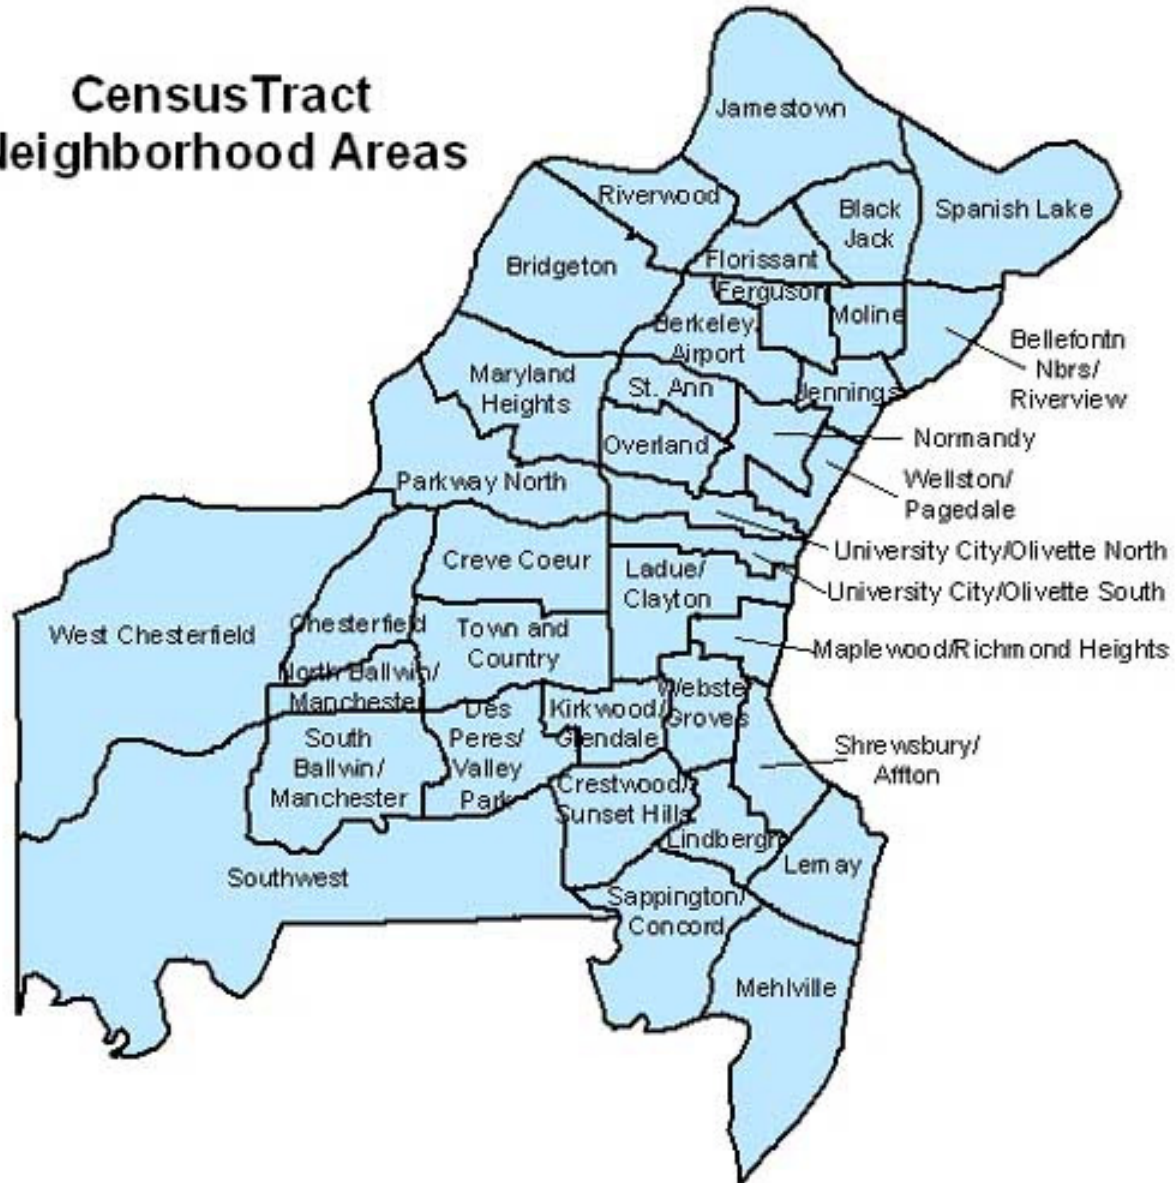 CensusTract
Neighborhood Areas
Jamestown
Riverwood
Black
Jack
Spanish Lake
Bridgeton
Florissant
Ferguson
Moline
Berkeley
Airport
Bellefontn
Nbrs/
Riverview
Maryland
Heights
St. Ann
Jennings
Overland
Normandy
Parkway North
Wellston/
Pagedale
University City/Olivette North
Creve Coeur
Ladue/
Clayton
University City/Olivette South
West Chesterfield
Chesterfield
Town and
Country
Maplewood/Richmond Heights
North Ballwin/
Manchester
Des
Peres/
Valley
Park
Kirkwood/
Glendale
Webster
Groves
South
Ballwin/
Manchester
Shrewsbury/
Affton
Crestwood/
Sunset Hills
Lindbergh
Lemay
Southwest
Sappington/
Concord
Mehlville